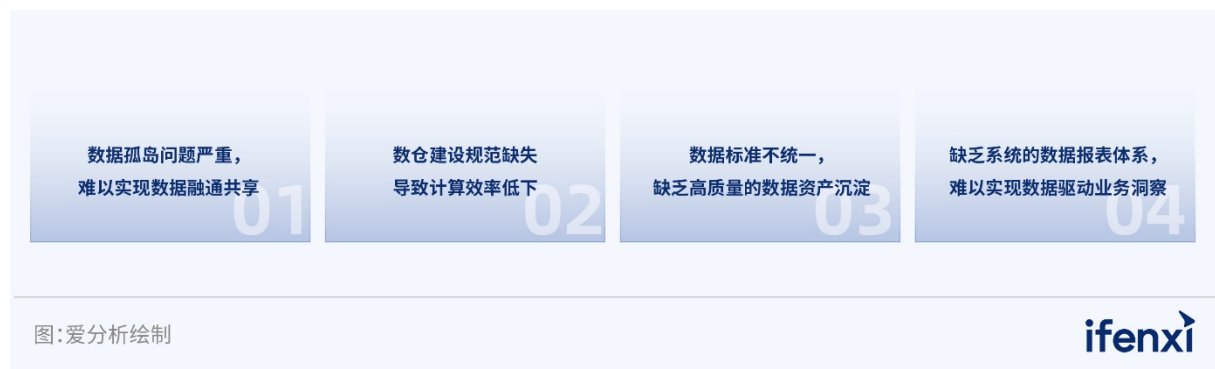 数据孤岛问题严重，
难以实现数据融通共享
01
数仓建设规范缺失
导致计算效率低下
02
数据标准不统一，
缺乏高质量的数据资产沉淀
03
缺乏系统的数据报表体系，
难以实现数据驱动业务洞察
04
图：爱分析绘制
ifenxi